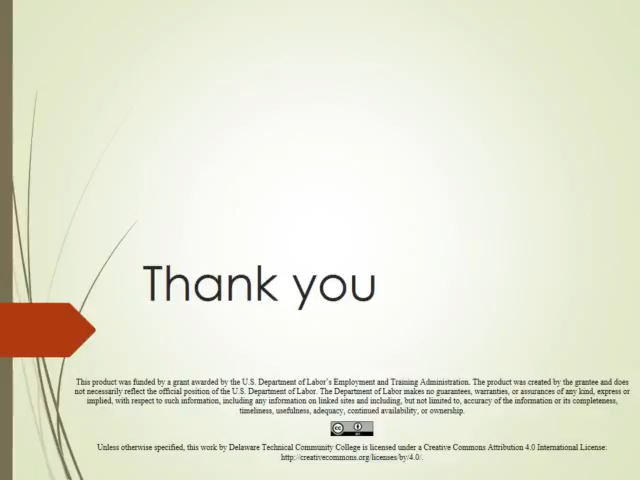 Thank you
This product was funded by a grant awarded by the U.S. Department of Labor's Employment and Training Administration. The product was created by the grantee and does
not necessarily reflect the official position of the U.S. Department of Labor. The Department of Labor makes no guarantees, warranties, or assurances of any kind, express or
implied, with respect to such information, including any information on linked sites and including, but not limited to, accuracy of the information or its completeness,
timeliness, usefulness, adequacy, continued availability, or ownership.
cc
BY
Unless otherwise specified, this work by Delaware Technical Community College is licensed under a Creative Commons Attribution 4.0 International License:
http://creativecommons.org/licenses/by/4.0/.